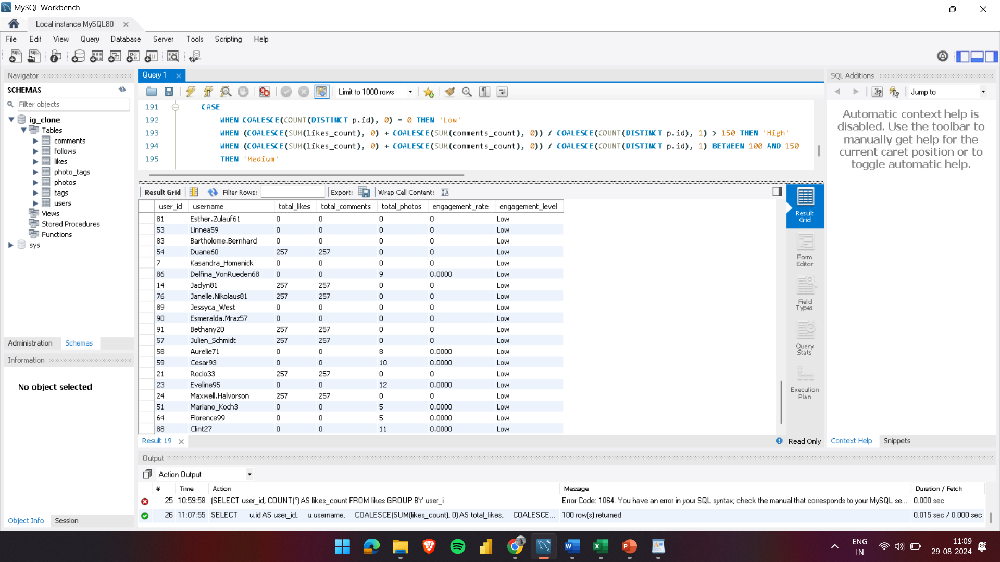 MySQL Workbench
Local instance MySQL80
File Edit View Query Database Server Tools Scripting Help
Navigator
SCHEMAS
Filter objects
ig_clone
Tables
comments
follows
likes
photo_tags
photos
tags
users
Views
Stored Procedures
Functions
sys
Administration Schemas
Information
No object selected
Object Info Session
Query 1
Limit to 1000 rows
191 CASE
192 WHEN COALESCE(COUNT(DISTINCT p.id), 0) = 0 THEN 'Low'
193 WHEN (COALESCE(SUM(likes_count), 0) + COALESCE(SUM(comments_count), 0)) / COALESCE(COUNT(DISTINCT p.id), 1) > 150 THEN 'High'
194 WHEN (COALESCE(SUM(likes_count), 0) + COALESCE(SUM(comments_count), 0)) / COALESCE(COUNT(DISTINCT p.id), 1) BETWEEN 100 AND 150
195 THEN 'Medium'
Result Grid Filter Rows: Export: Wrap Cell Content:
user_id username total_likes total_comments total_photos engagement_rate engagement_level
81 Esther.Zulauf61 0 0 0 0 Low
53 Linnea59 0 0 0 0 Low
83 Bartholome.Bernhard 0 0 0 0 Low
54 Duane60 257 257 0 0 Low
7 Kasandra_Homenick 0 0 0 0 Low
86 Delfina_VonRueden68 0 0 9 0.0000 Low
14 Jaclyn81 257 257 0 0 Low
76 Janelle.Nikolaus81 257 257 0 0 Low
89 Jessyca_West 0 0 0 0 Low
90 Esmeralda.Mraz57 0 0 0 0 Low
91 Bethany20 257 257 0 0 Low
57 Julien_Schmidt 257 257 0 0 Low
58 Aurelie71 0 0 8 0.0000 Low
59 Cesar93 0 0 10 0.0000 Low
21 Rocio33 257 257 0 0 Low
23 Eveline95 0 0 12 0.0000 Low
24 Maxwell.Halvorson 257 257 0 0 Low
51 Mariano_Koch3 0 0 5 0.0000 Low
64 Florence99 0 0 5 0.0000 Low
88 Clint27 0 0 11 0.0000 Low
Result 19
Read Only
Result
Grid
Form
Editor
Field
Types
Query
Stats
Execution
Plan
SQL Additions
Jump to
Automatic context help is
disabled. Use the toolbar to
manually get help for the
current caret position or to
toggle automatic help.
Context Help Snippets
Output
Action Output
# Time Action Message Duration / Fetch
25 10:59:58 (SELECT user_id, COUNT(*) AS likes_count FROM likes GROUP BY user_i Error Code: 1064. You have an error in your SQL syntax; check the manual that corresponds to your MySQL se... 0.000 sec
26 11:07:55 SELECT u.id AS user_id, u.username, COALESCE(SUM(likes_count), 0) AS total_likes, COALESCE... 100 row(s) returned 0.015 sec / 0.000 sec
ENG
IN
11:09
29-08-2024